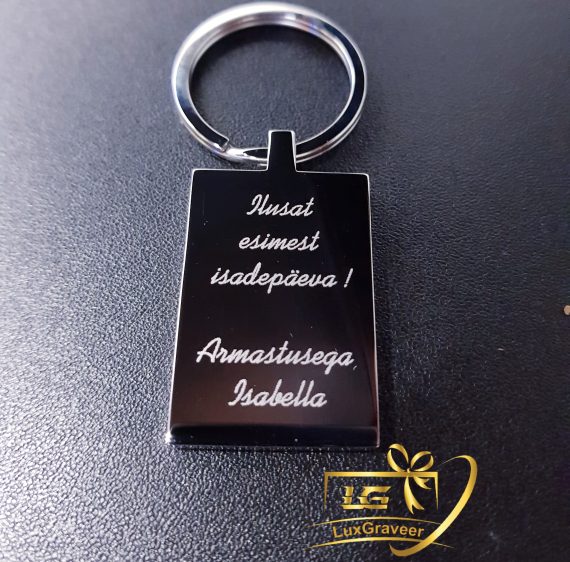 Ilusat
esimest
isadepäeva !
Armastusega,
Isabella
LG
LuxGraveer